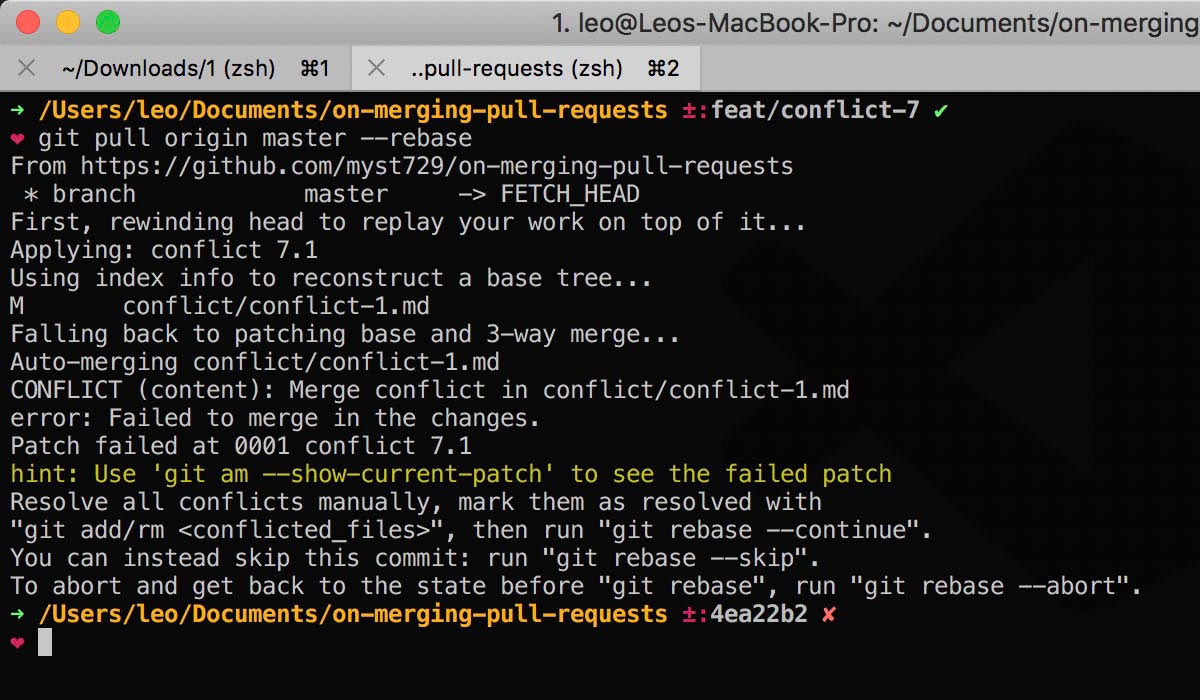 1. leo@Leos-MacBook-Pro: ~/Documents/on-merging
~/Downloads/1 (zsh) ⌘1 ..pull-requests (zsh) ⌘2
➜ /Users/leo/Documents/on-merging-pull-requests ±:feat/conflict-7 ✔
❤ git pull origin master --rebase
From https://github.com/myst729/on-merging-pull-requests
 * branch            master     -> FETCH_HEAD
First, rewinding head to replay your work on top of it...
Applying: conflict 7.1
Using index info to reconstruct a base tree...
M       conflict/conflict-1.md
Falling back to patching base and 3-way merge...
Auto-merging conflict/conflict-1.md
CONFLICT (content): Merge conflict in conflict/conflict-1.md
error: Failed to merge in the changes.
Patch failed at 0001 conflict 7.1
hint: Use 'git am --show-current-patch' to see the failed patch
Resolve all conflicts manually, mark them as resolved with
"git add/rm <conflicted_files>", then run "git rebase --continue".
You can instead skip this commit: run "git rebase --skip".
To abort and get back to the state before "git rebase", run "git rebase --abort".
➜ /Users/leo/Documents/on-merging-pull-requests ±:4ea22b2 ✘
❤